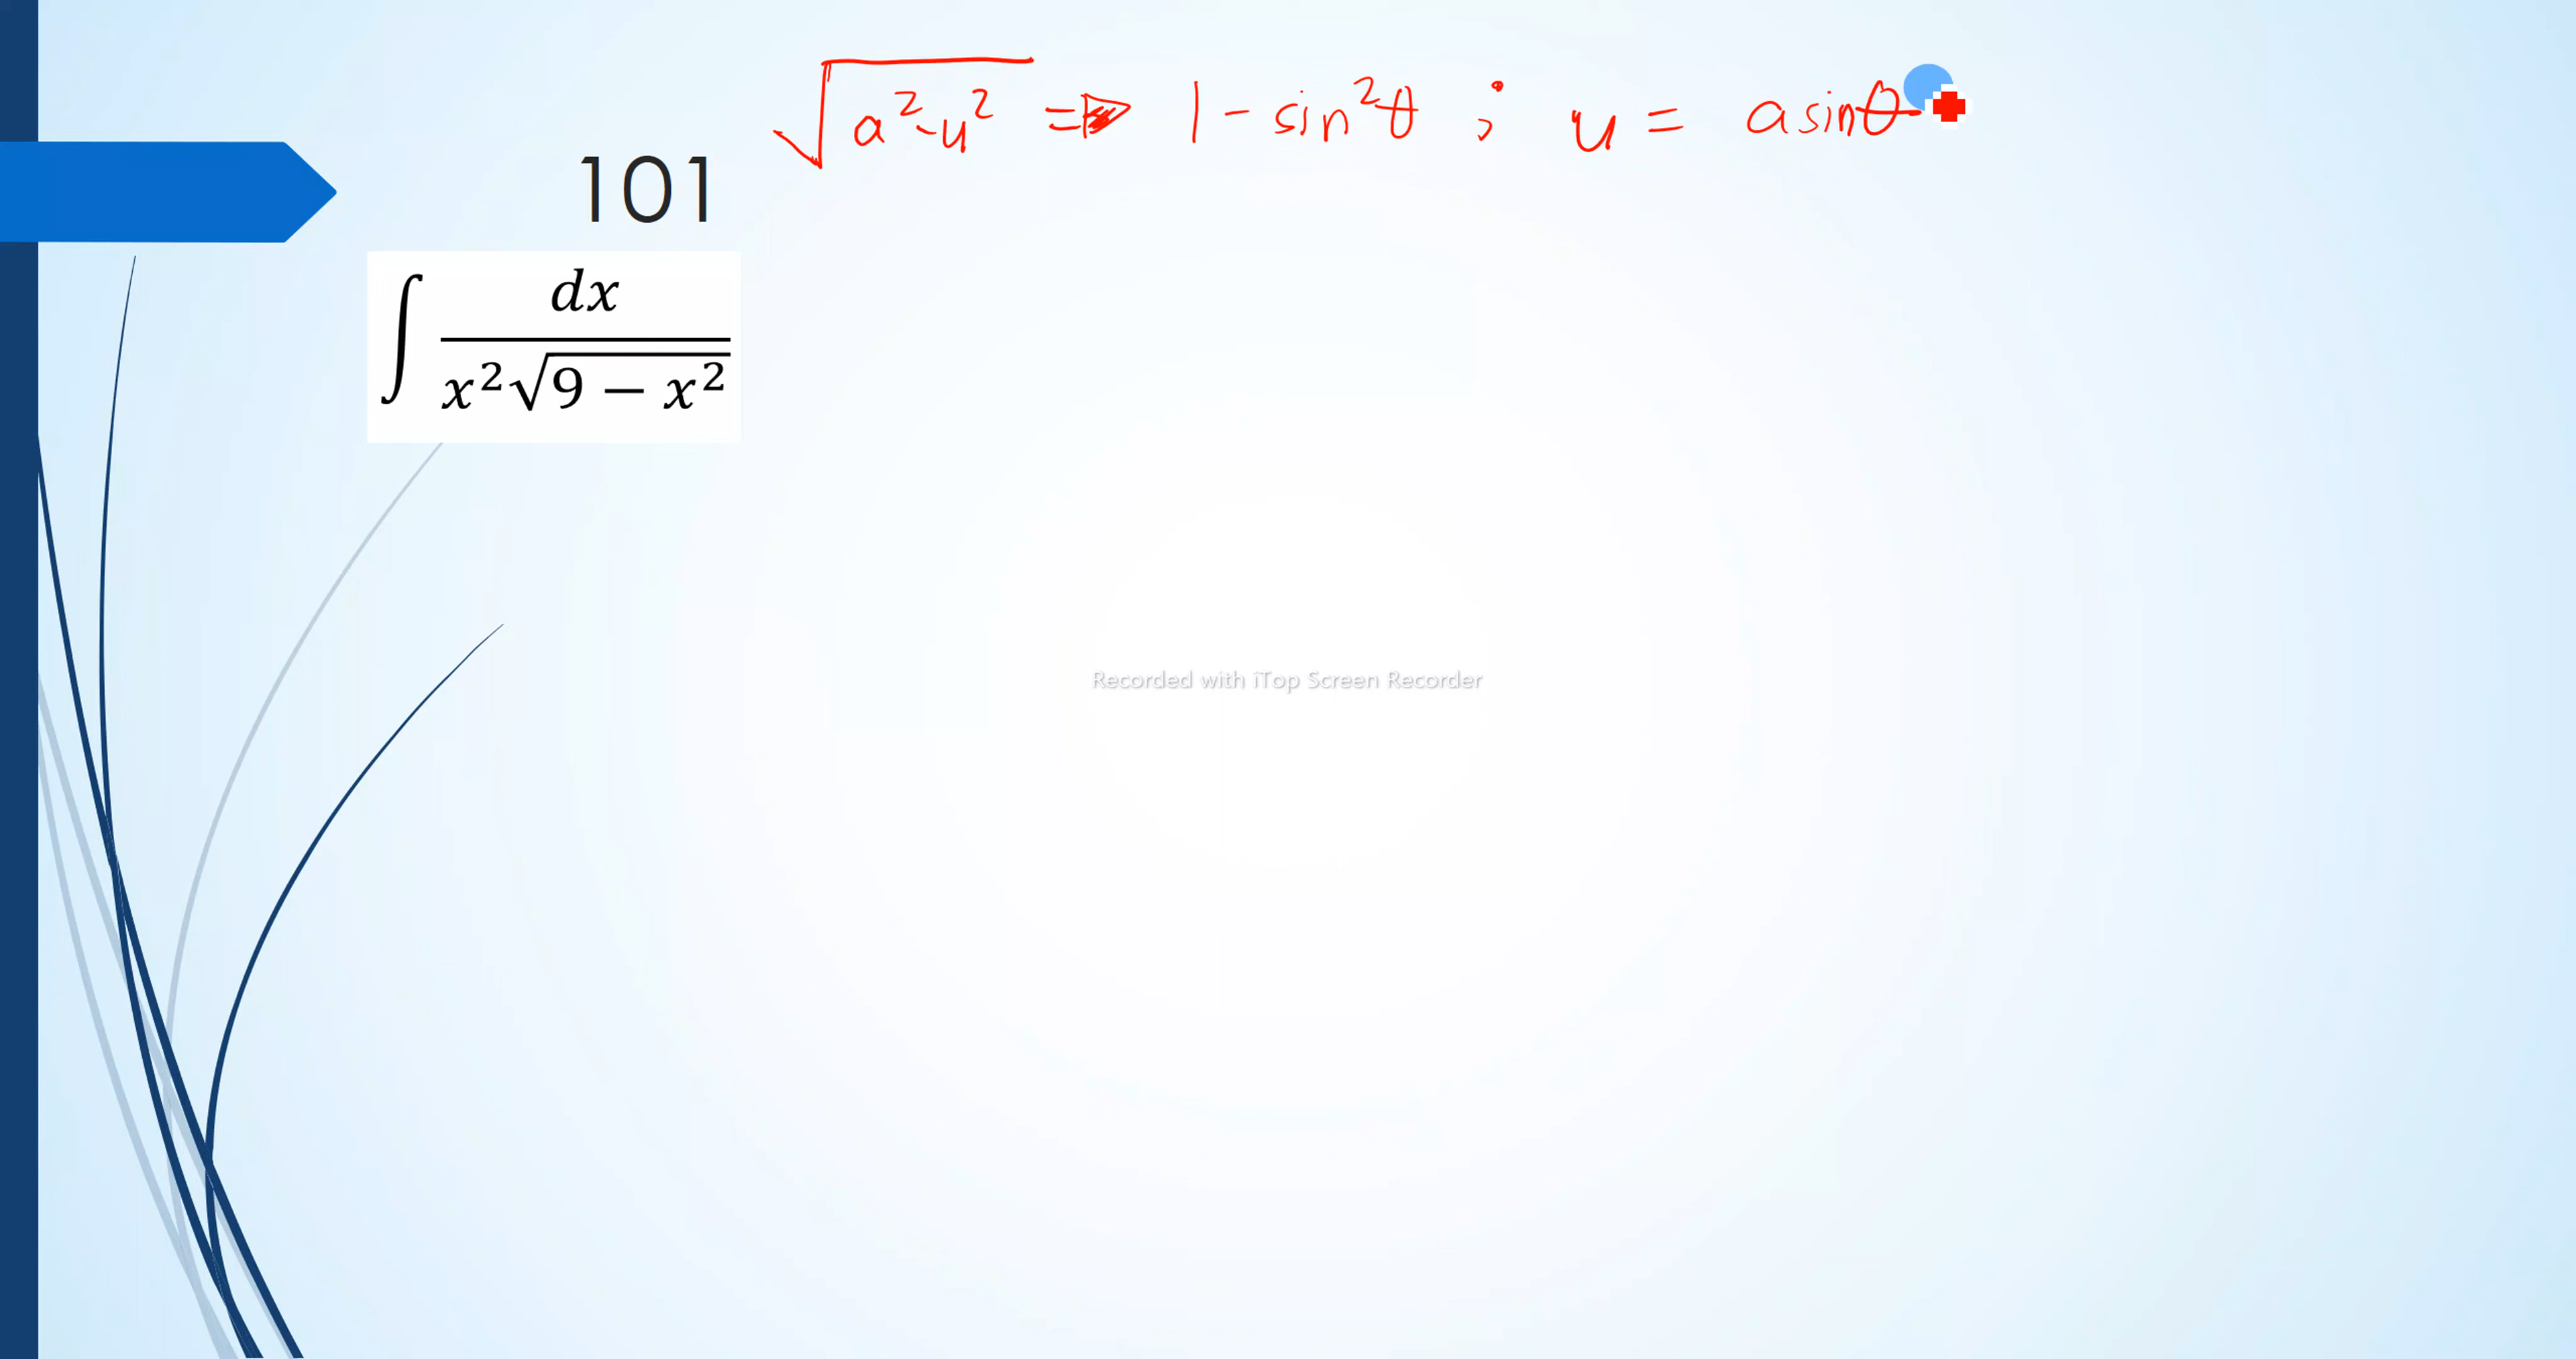 √(a²-u²) ⇒ 1 - sin²θ ; u = a sinθ
101
∫ dx / (x²√(9 − x²))
Recorded with iTop Screen Recorder